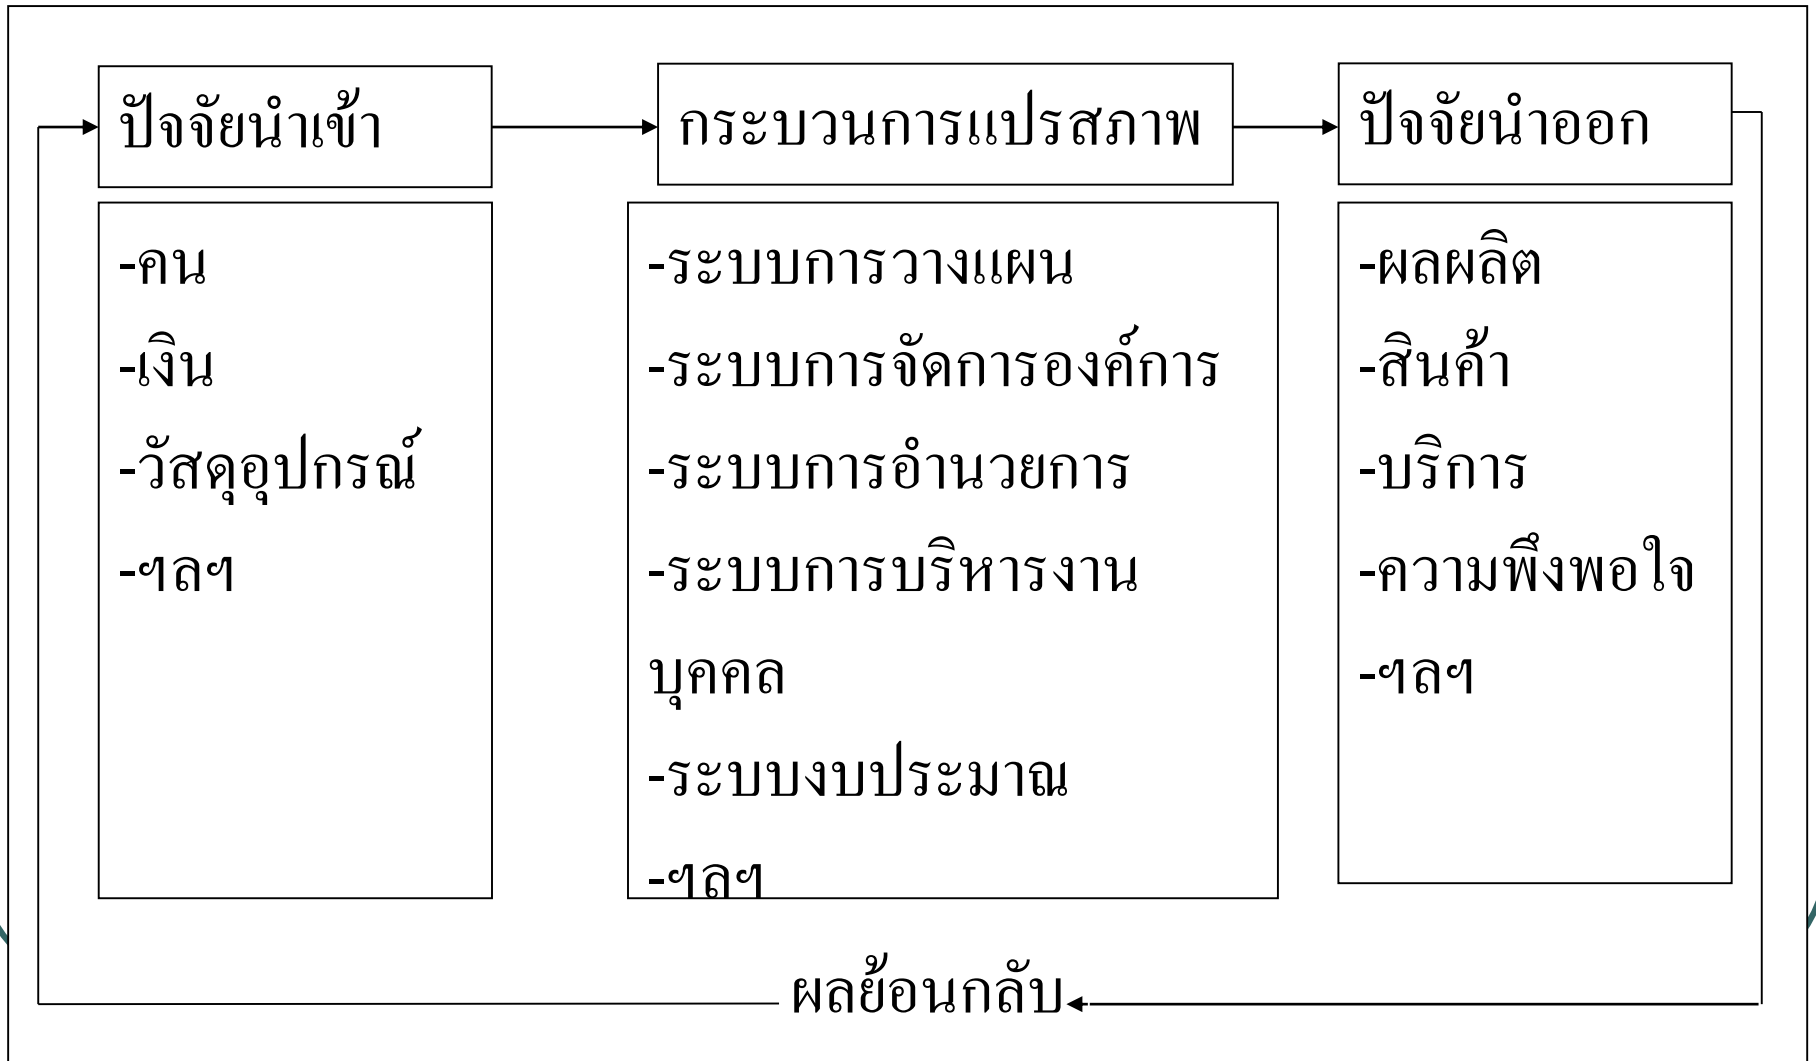 ปัจจัยนำเข้า
กระบวนการแปรสภาพ
ปัจจัยนำออก
-คน
-เงิน
-วัสดุอุปกรณ์
-ฯลฯ
-ระบบการวางแผน
-ระบบการจัดการองค์การ
-ระบบการอำนวยการ
-ระบบการบริหารงาน
บุคคล
-ระบบงบประมาณ
-ฯลฯ
-ผลผลิต
-สินค้า
-บริการ
-ความพึงพอใจ
-ฯลฯ
ผลย้อนกลับ